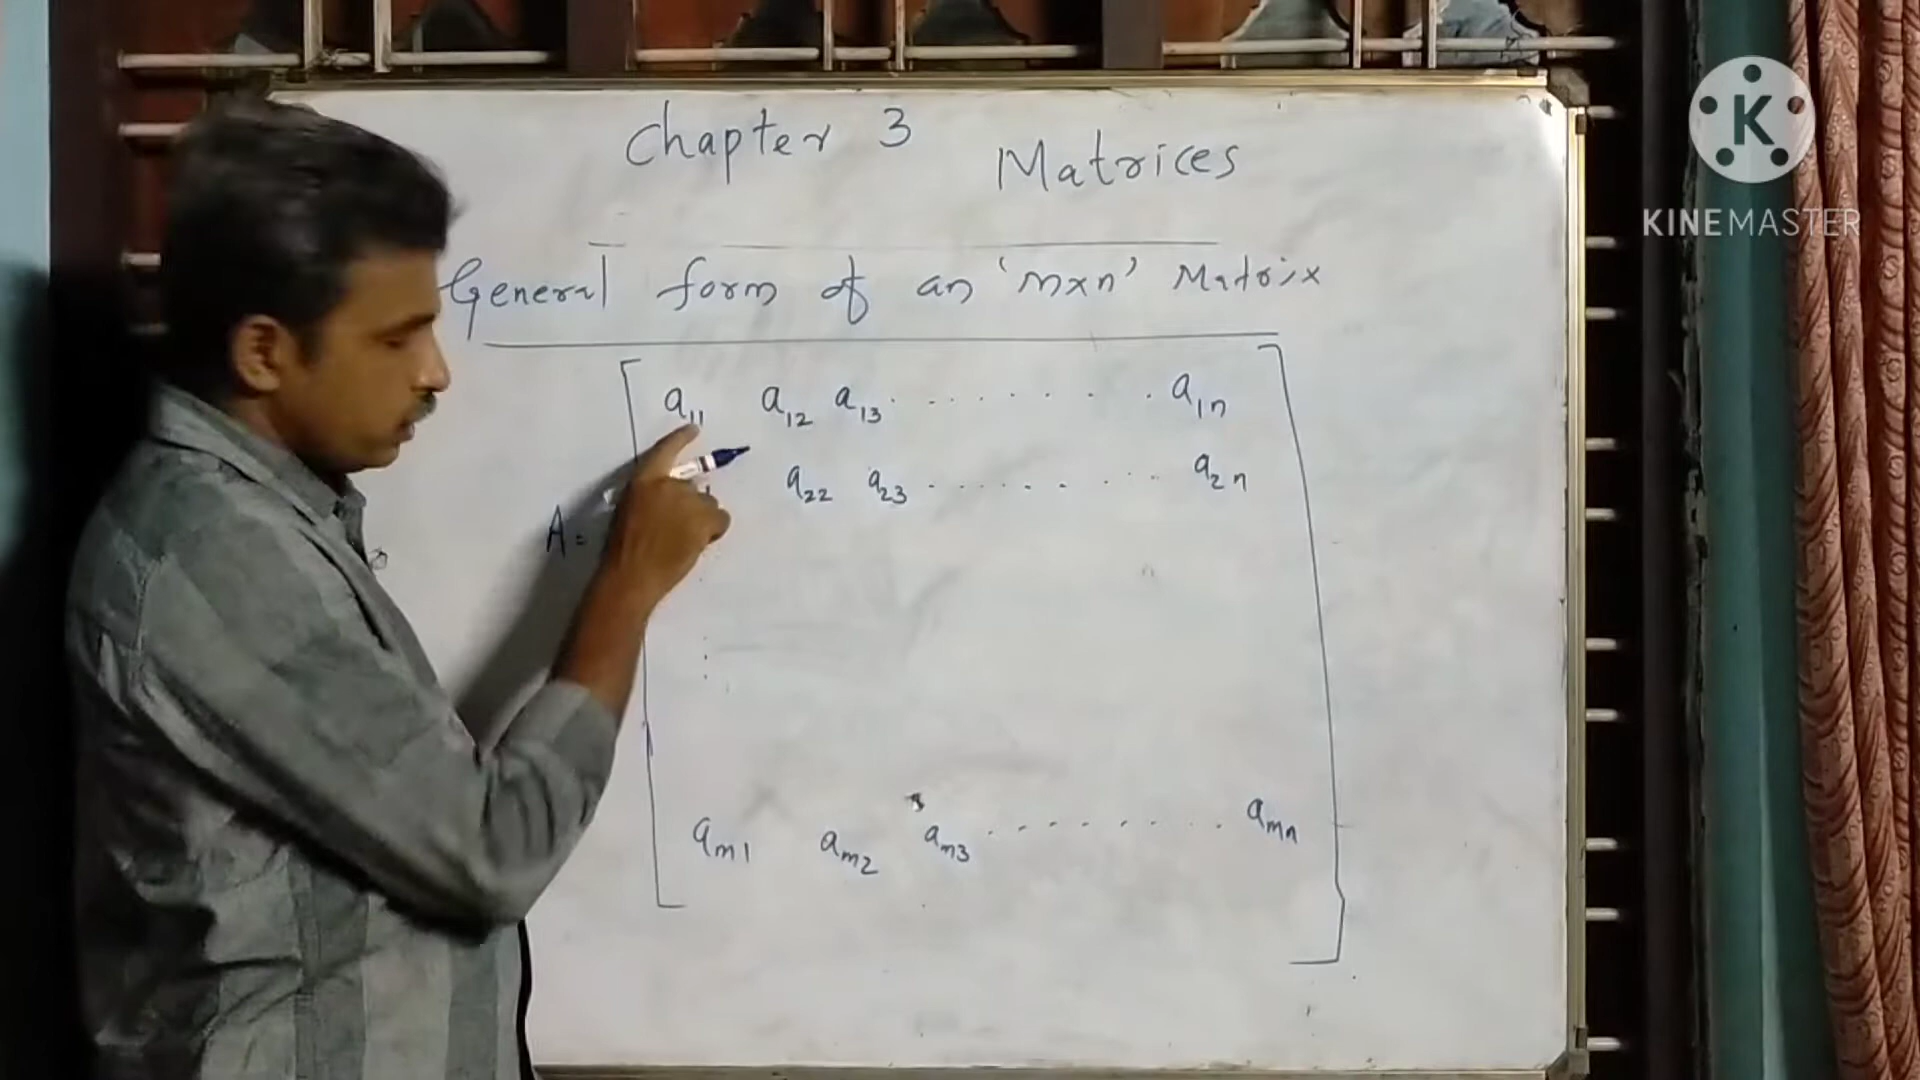 Chapter 3 Matrices
General form of an 'mxn' Matrix
a11 a12 a13 . . . . . . . . a1n
a22 a23 . . . . . . . a2n
A =
am1 am2 am3 . . . . . . . . amn
K
KINEMASTER